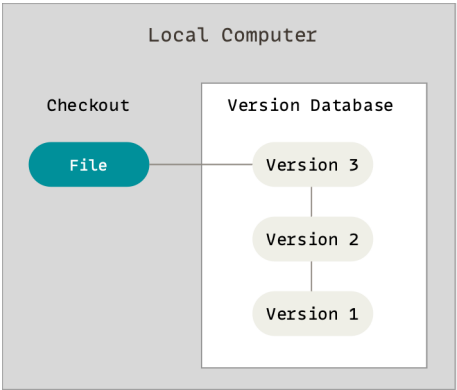 Local Computer
Checkout
Version Database
File
Version 3
Version 2
Version 1